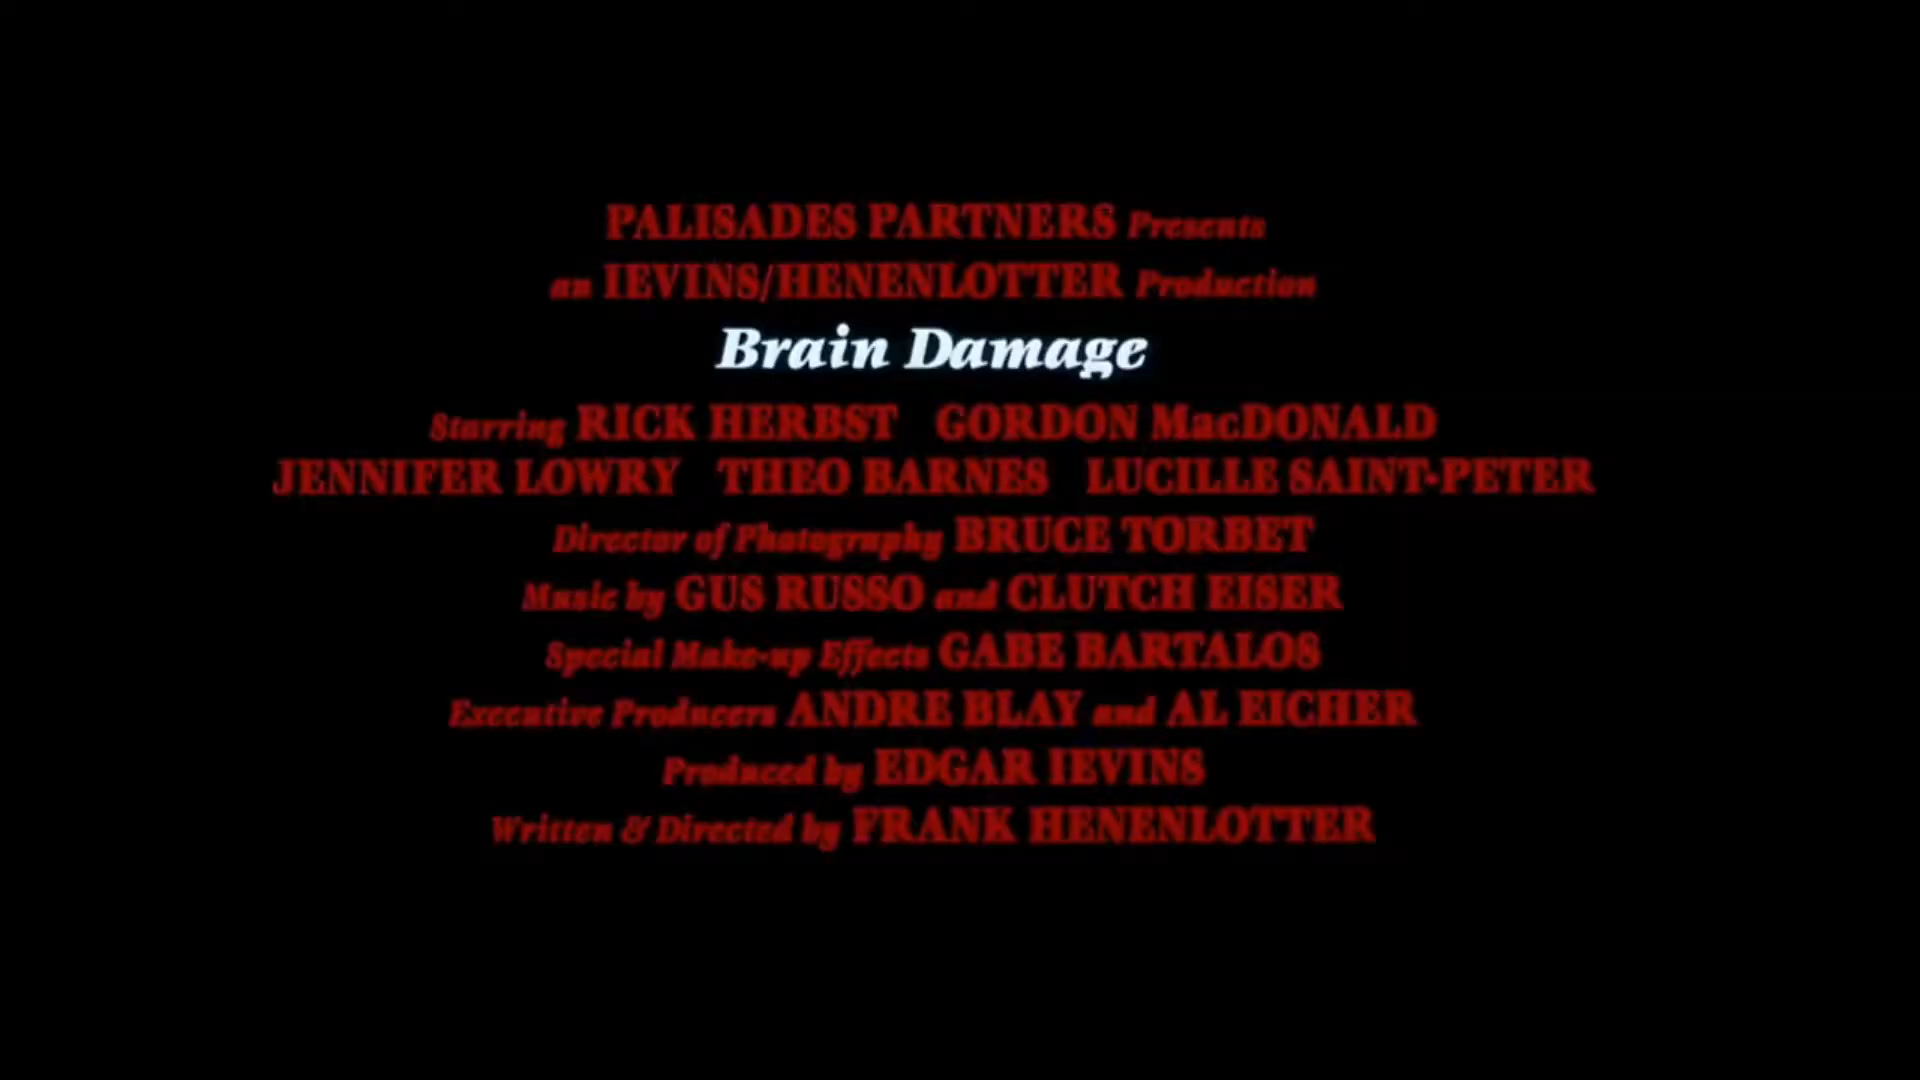 PALISADES PARTNERS Presents
an IEVINS/HENENLOTTER Production
Brain Damage
Starring RICK HERBST GORDON MacDONALD
JENNIFER LOWRY THEO BARNES LUCILLE SAINT-PETER
Director of Photography BRUCE TORBET
Music by GUS RUSSO and CLUTCH EISER
Special Make-up Effects GABE BARTALOS
Executive Producers ANDRE BLAY and AL EICHER
Produced by EDGAR IEVINS
Written & Directed by FRANK HENENLOTTER